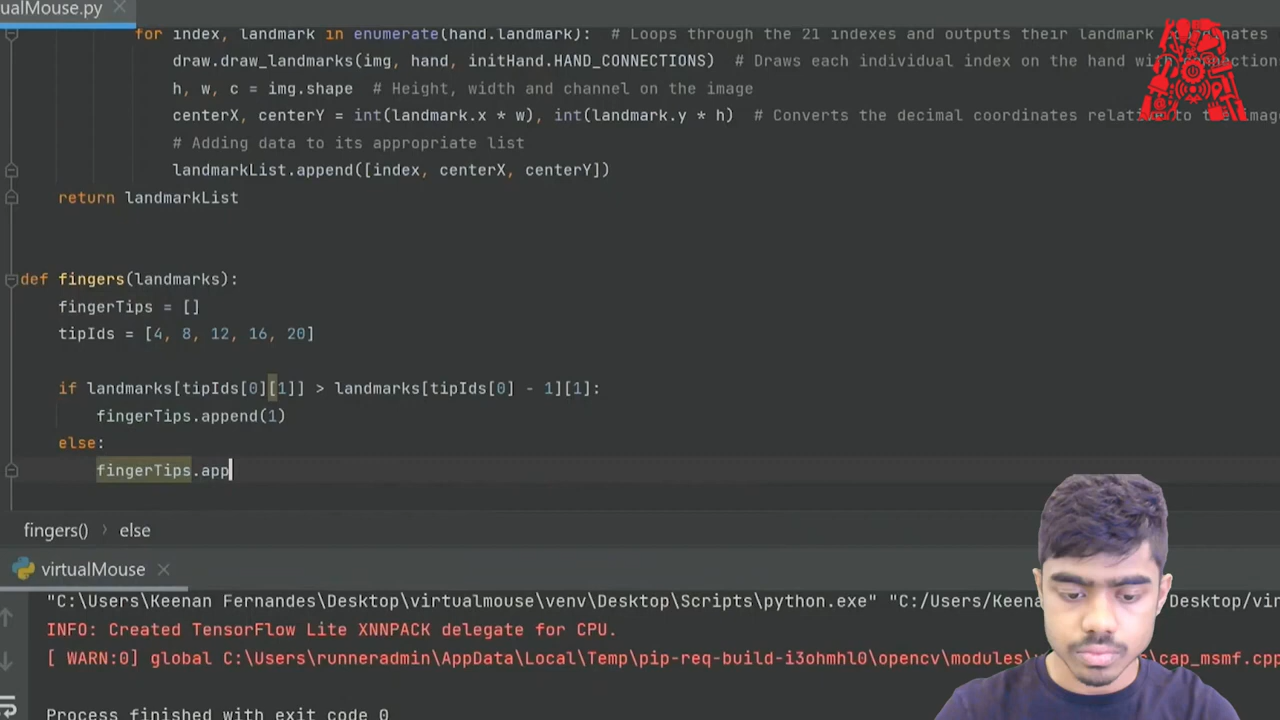 ualMouse.py
for index, landmark in enumerate(hand.landmark):  # Loops through the 21 indexes and outputs their landmark coordinates
draw.draw_landmarks(img, hand, initHand.HAND_CONNECTIONS)  # Draws each individual index on the hand with connections
h, w, c = img.shape  # Height, width and channel on the image
centerX, centerY = int(landmark.x * w), int(landmark.y * h)  # Converts the decimal coordinates relative to the image
# Adding data to its appropriate list
landmarkList.append([index, centerX, centerY])
return landmarkList
def fingers(landmarks):
fingerTips = []
tipIds = [4, 8, 12, 16, 20]
if landmarks[tipIds[0][1]] > landmarks[tipIds[0] - 1][1]:
fingerTips.append(1)
else:
fingerTips.app
fingers() › else
virtualMouse
"C:\Users\Keenan Fernandes\Desktop\virtualmouse\venv\Desktop\Scripts\python.exe" "C:/Users/Keena Desktop/vir
INFO: Created TensorFlow Lite XNNPACK delegate for CPU.
[ WARN:0] global C:\Users\runneradmin\AppData\Local\Temp\pip-req-build-i3ohmhl0\opencv\modules\ \cap_msmf.cpp
Process finished with exit code 0